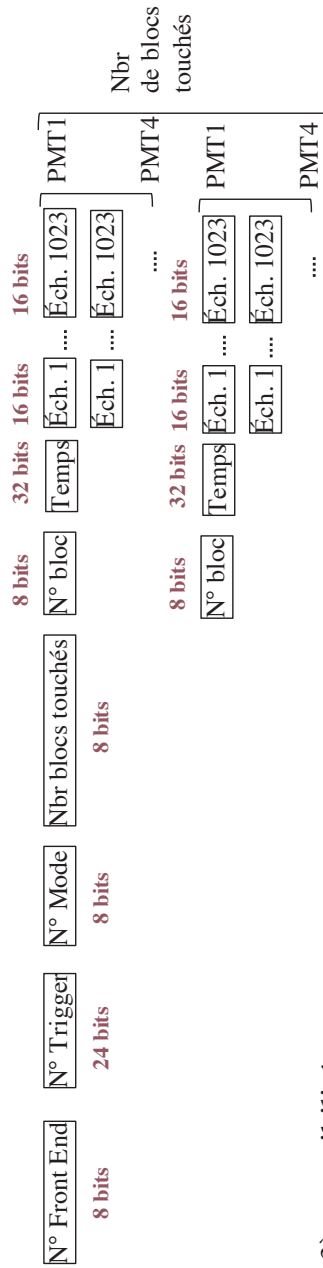 8 bits 32 bits 16 bits 16 bits
N° Front End N° Trigger N° Mode Nbr blocs touchés N° bloc Temps Éch. 1 .... Éch. 1023 PMT1
8 bits 24 bits 8 bits 8 bits
Éch. 1 .... Éch. 1023
....
PMT4
Nbr
de blocs
touchés
8 bits 32 bits 16 bits 16 bits
N° bloc Temps Éch. 1 .... Éch. 1023 PMT1
Éch. 1 .... Éch. 1023
....
PMT4